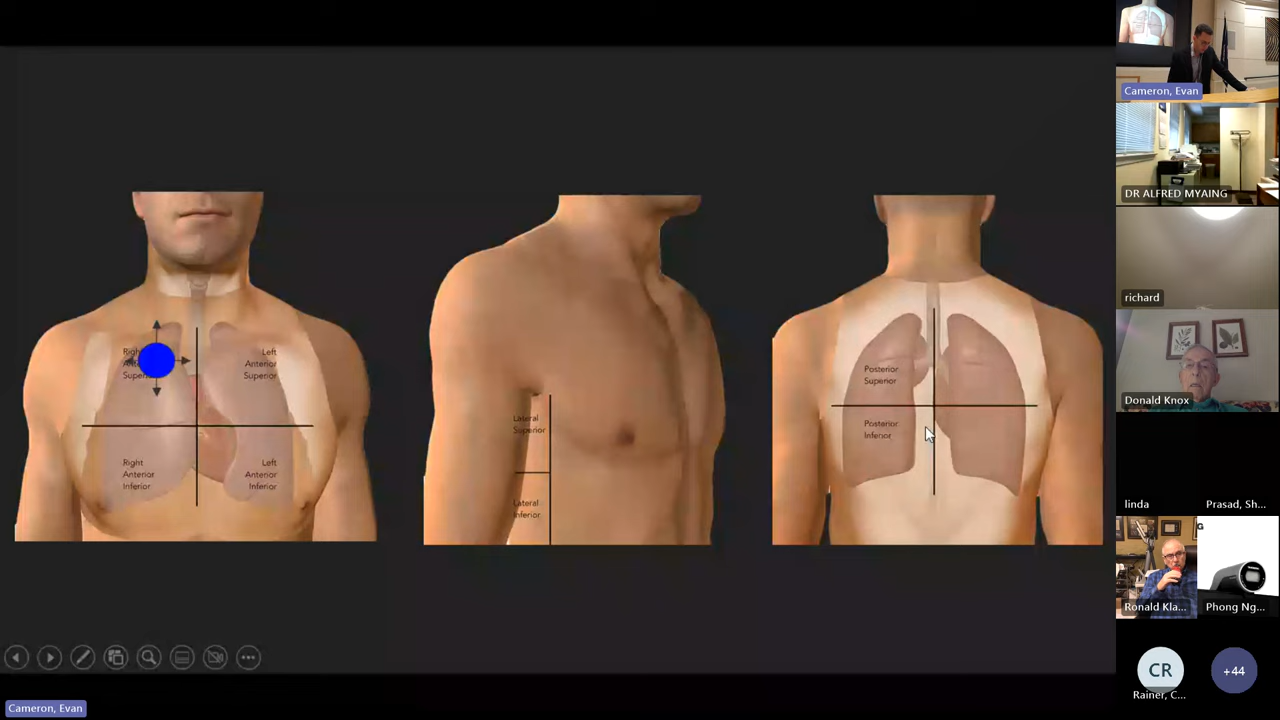 Right
Anterior
Left
Anterior
Superior
Right
Anterior
Inferior
Left
Anterior
Inferior
Lateral
Superior
Lateral
Inferior
Posterior
Superior
Posterior
Inferior
Cameron, Evan
Cameron, Evan
DR ALFRED MYAING
richard
Donald Knox
linda
Prasad, Sh...
Ronald Kla...
Phong Ng...
CR
Rainer, C...
+44